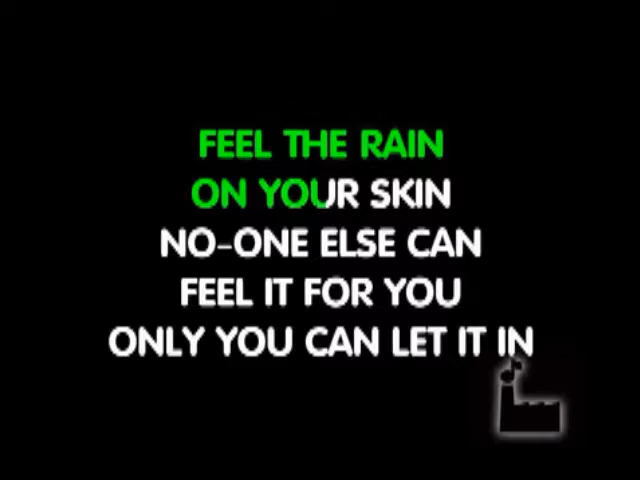 FEEL THE RAIN
ON YOUR SKIN
NO-ONE ELSE CAN
FEEL IT FOR YOU
ONLY YOU CAN LET IT IN